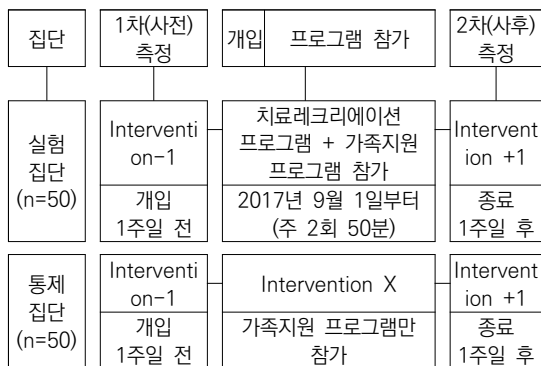 집단
1차(사전)
측정
개입
프로그램 참가
2차(사후)
측정
실험
집단
(n=50)
Interventi
on-1
개입
1주일 전
치료레크리에이션
프로그램 + 가족지원
프로그램 참가
2017년 9월 1일부터
(주 2회 50분)
Intervent
ion +1
종료
1주일 후
통제
집단
(n=50)
Interventi
on-1
개입
1주일 전
Intervention X
가족지원 프로그램만
참가
Intervent
ion +1
종료
1주일 후